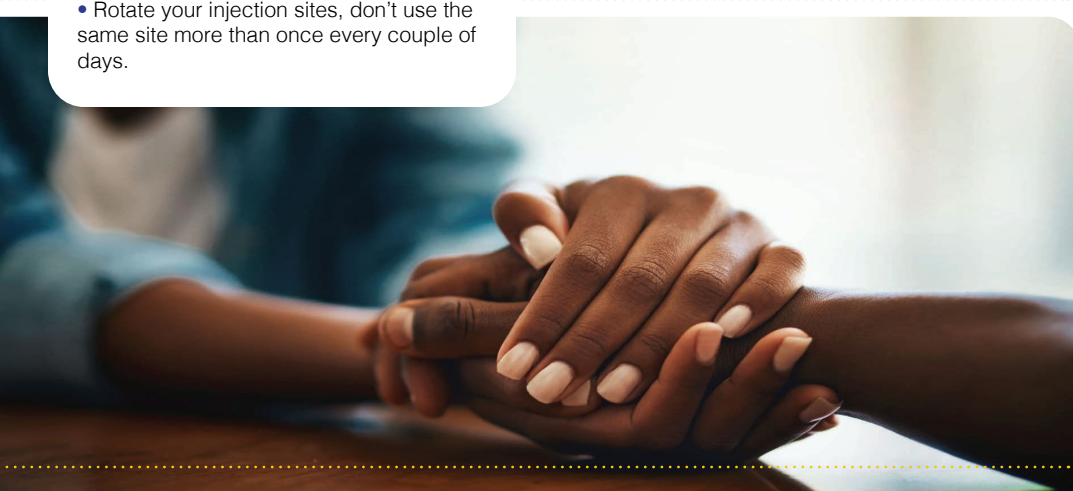 • Rotate your injection sites, don’t use the
same site more than once every couple of
days.